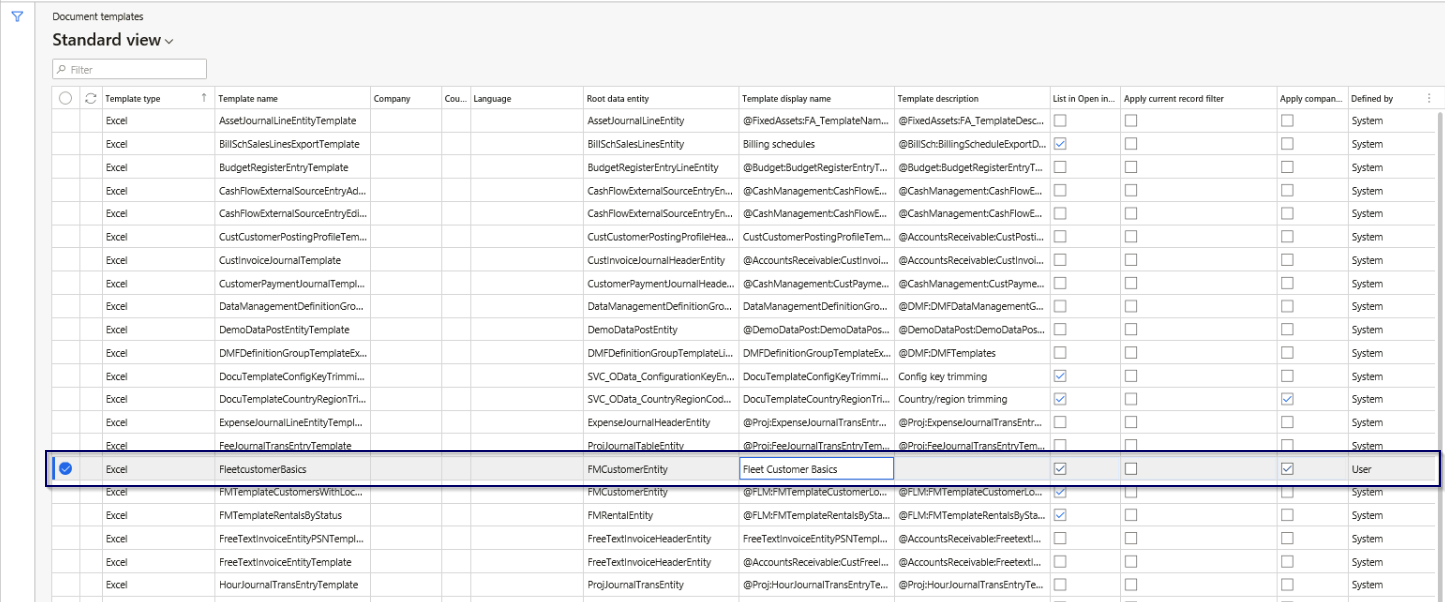 Document templates
Standard view
Filter
Template type Template name Company Cou... Language Root data entity Template display name Template description List in Open in... Apply current record filter Apply compan... Defined by
Excel AssetJournalLineEntityTemplate AssetJournalLineEntity @FixedAssets:FA_TemplateNam... @FixedAssets:FA_TemplateDesc... System
Excel BillSchSalesLinesExportTemplate BillSchSalesLinesEntity Billing schedules @BillSch:BillingScheduleExportD... System
Excel BudgetRegisterEntryTemplate BudgetRegisterEntryLineEntity @Budget:BudgetRegisterEntryT... @Budget:BudgetRegisterEntryT... System
Excel CashFlowExternalSourceEntryAd... CashFlowExternalSourceEntryEn... @CashManagement:CashFlowE... @CashManagement:CashFlowE... System
Excel CashFlowExternalSourceEntryEdi... CashFlowExternalSourceEntryEn... @CashManagement:CashFlowE... @CashManagement:CashFlowE... System
Excel CustCustomerPostingProfileTem... CustCustomerPostingProfileHea... CustCustomerPostingProfileTem... @AccountsReceivable:CustPosti... System
Excel CustInvoiceJournalTemplate CustInvoiceJournalHeaderEntity @AccountsReceivable:CustInvoi... @AccountsReceivable:CustInvoi... System
Excel CustomerPaymentJournalTempl... CustomerPaymentJournalHeade... @CashManagement:CustPayme... @CashManagement:CustPayme... System
Excel DataManagementDefinitionGro... DataManagementDefinitionGro... DataManagementDefinitionGro... @DMF:DMFDataManagementG... System
Excel DemoDataPostEntityTemplate DemoDataPostEntity @DemoDataPost:DemoDataPos... @DemoDataPost:DemoDataPos... System
Excel DMFDefinitionGroupTemplateEx... DMFDefinitionGroupTemplateLi... DMFDefinitionGroupTemplateEx... @DMF:DMFTemplates System
Excel DocuTemplateConfigKeyTrimmi... SVC_OData_ConfigurationKeyEn... DocuTemplateConfigKeyTrimmi... Config key trimming System
Excel DocuTemplateCountryRegionTri... SVC_OData_CountryRegionCod... DocuTemplateCountryRegionTri... Country/region trimming System
Excel ExpenseJournalLineEntityTempl... ExpenseJournalHeaderEntity @Proj:ExpenseJournalTransEntr... @Proj:ExpenseJournalTransEntr... System
Excel FeeJournalTransEntryTemplate ProjJournalTableEntity @Proj:FeeJournalTransEntryTem... @Proj:FeeJournalTransEntryTem... System
Excel FleetcustomerBasics FMCustomerEntity Fleet Customer Basics User
Excel FMTemplateCustomersWithLoc... FMCustomerEntity @FLM:FMTemplateCustomerLo... @FLM:FMTemplateCustomerLo... System
Excel FMTemplateRentalsByStatus FMRentalEntity @FLM:FMTemplateRentalsBySta... @FLM:FMTemplateRentalsBySta... System
Excel FreeTextInvoiceEntityPSNTempl... FreeTextInvoiceHeaderEntity FreeTextInvoiceEntityPSNTempl... @AccountsReceivable:FreetextI... System
Excel FreeTextInvoiceEntityTemplate FreeTextInvoiceHeaderEntity @AccountsReceivable:CustFreeI... @AccountsReceivable:FreetextI... System
Excel HourJournalTransEntryTemplate ProjJournalTransEntity @Proj:HourJournalTransEntryTe... @Proj:HourJournalTransEntryTe... System